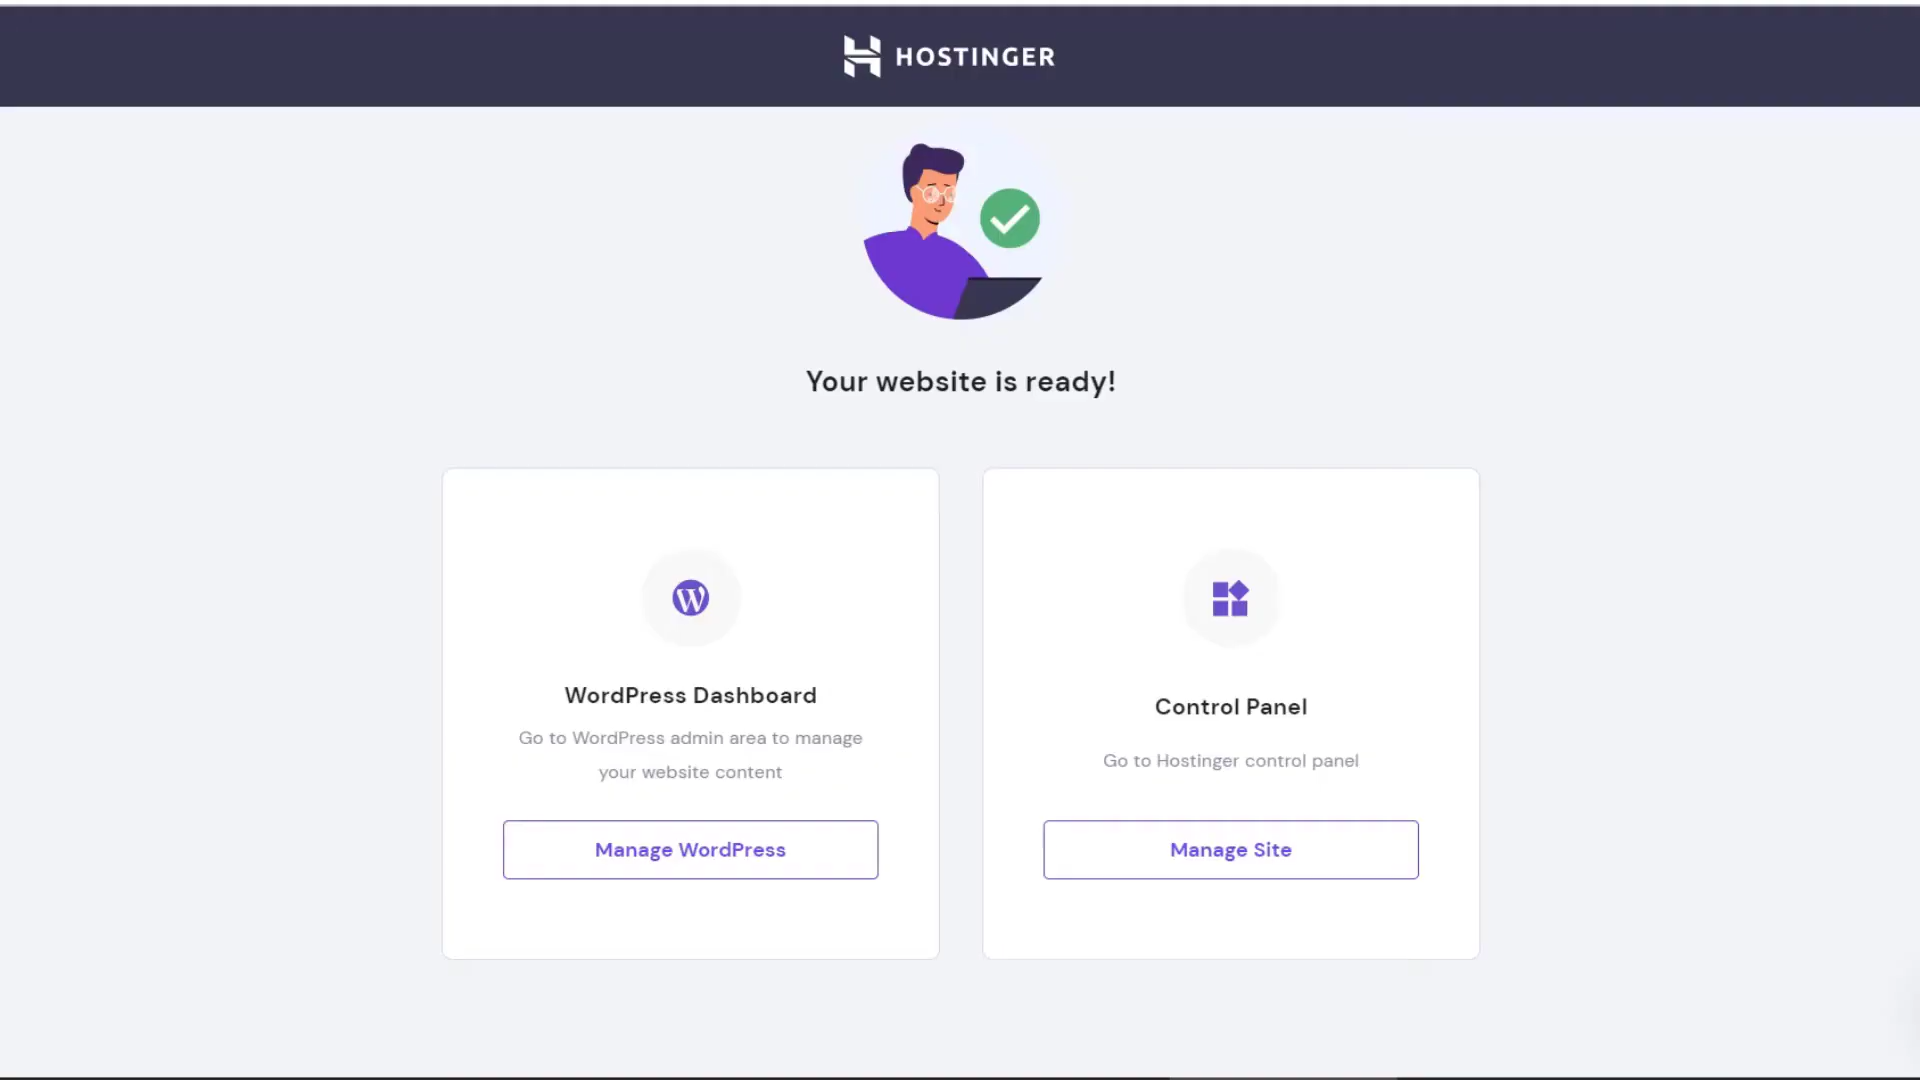 HOSTINGER
Your website is ready!
WordPress Dashboard
Go to WordPress admin area to manage
your website content
Manage WordPress
Control Panel
Go to Hostinger control panel
Manage Site